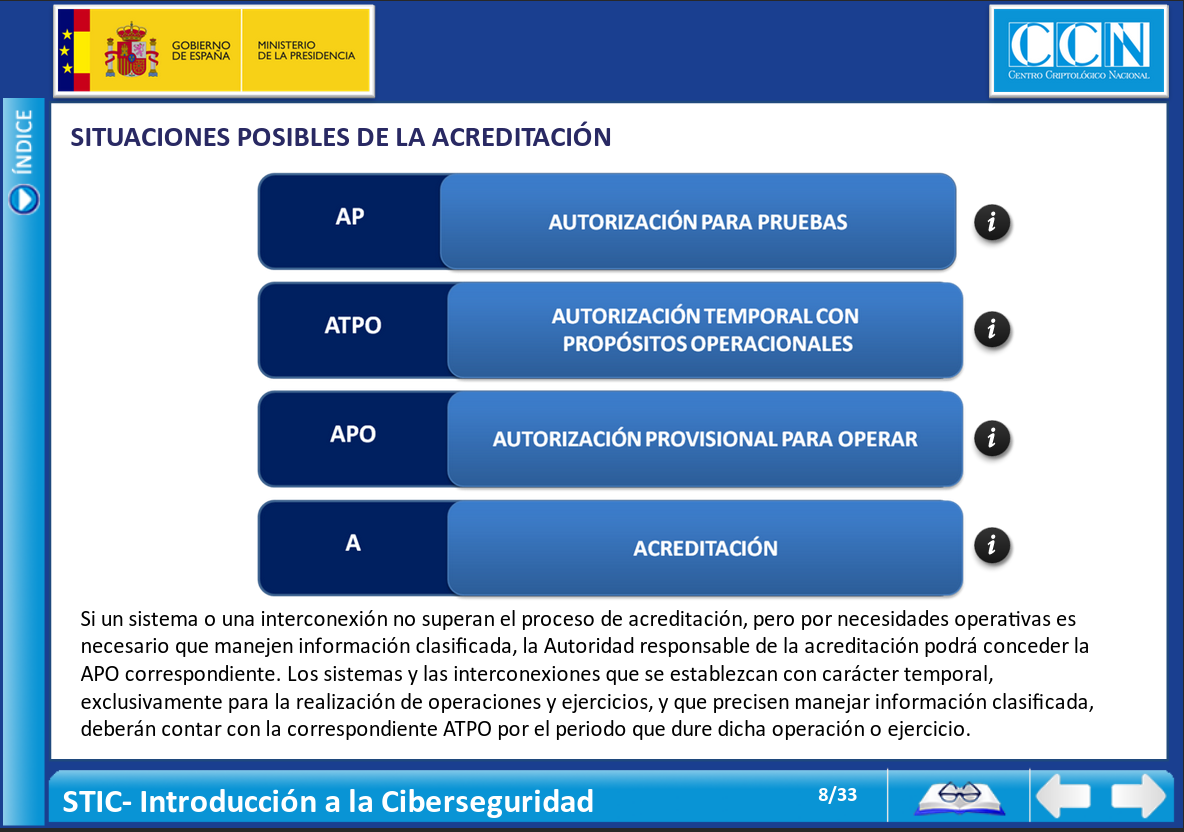 GOBIERNO
DE ESPAÑA
MINISTERIO
DE LA PRESIDENCIA
CCN
CENTRO CRIPTOLÓGICO NACIONAL
ÍNDICE
SITUACIONES POSIBLES DE LA ACREDITACIÓN
AP
AUTORIZACIÓN PARA PRUEBAS
i
ATPO
AUTORIZACIÓN TEMPORAL CON
PROPÓSITOS OPERACIONALES
i
APO
AUTORIZACIÓN PROVISIONAL PARA OPERAR
i
A
ACREDITACIÓN
i
Si un sistema o una interconexión no superan el proceso de acreditación, pero por necesidades operativas es
necesario que manejen información clasificada, la Autoridad responsable de la acreditación podrá conceder la
APO correspondiente. Los sistemas y las interconexiones que se establezcan con carácter temporal,
exclusivamente para la realización de operaciones y ejercicios, y que precisen manejar información clasificada,
deberán contar con la correspondiente ATPO por el periodo que dure dicha operación o ejercicio.
STIC- Introducción a la Ciberseguridad
8/33